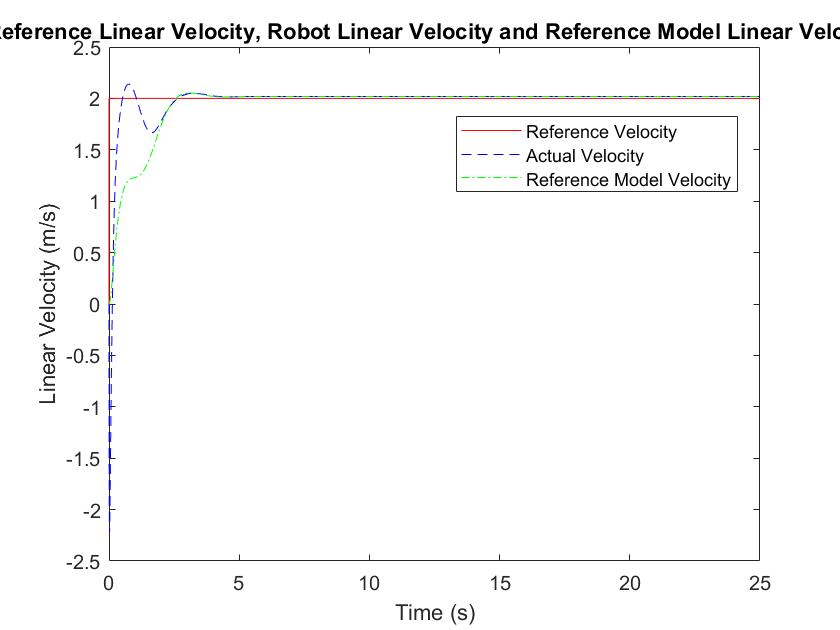 eference Linear Velocity, Robot Linear Velocity and Reference Model Linear Velo
2.5
2
1.5
1
0.5
0
-0.5
-1
-1.5
-2
-2.5
Linear Velocity (m/s)
Reference Velocity
Actual Velocity
Reference Model Velocity
0 5 10 15 20 25
Time (s)